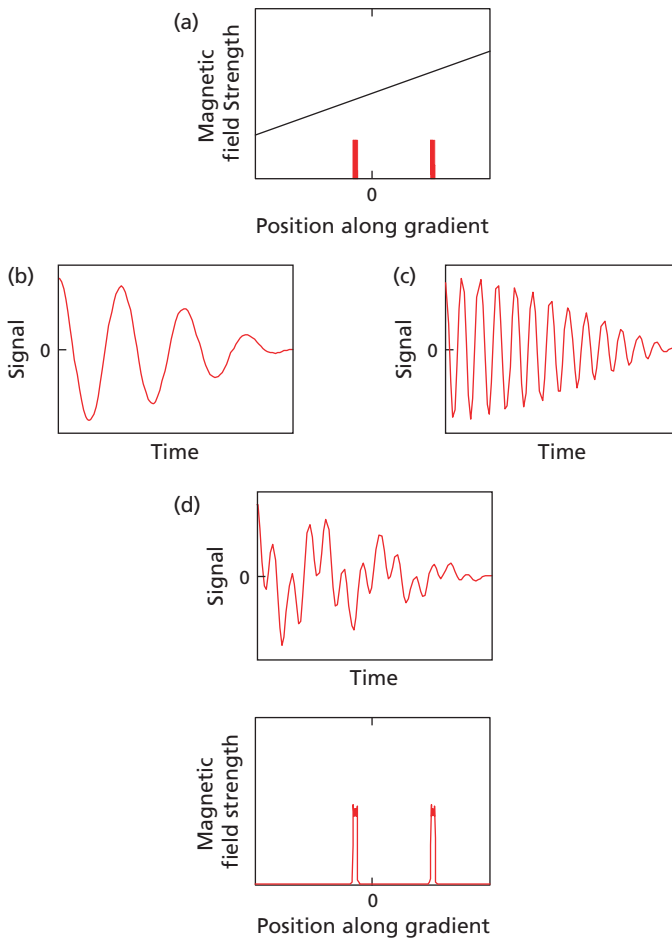 (a)
Magnetic
field Strength
0
Position along gradient
(b)
Signal
0
Time
(c)
Signal
0
Time
(d)
Signal
0
Time
Magnetic
field strength
0
Position along gradient